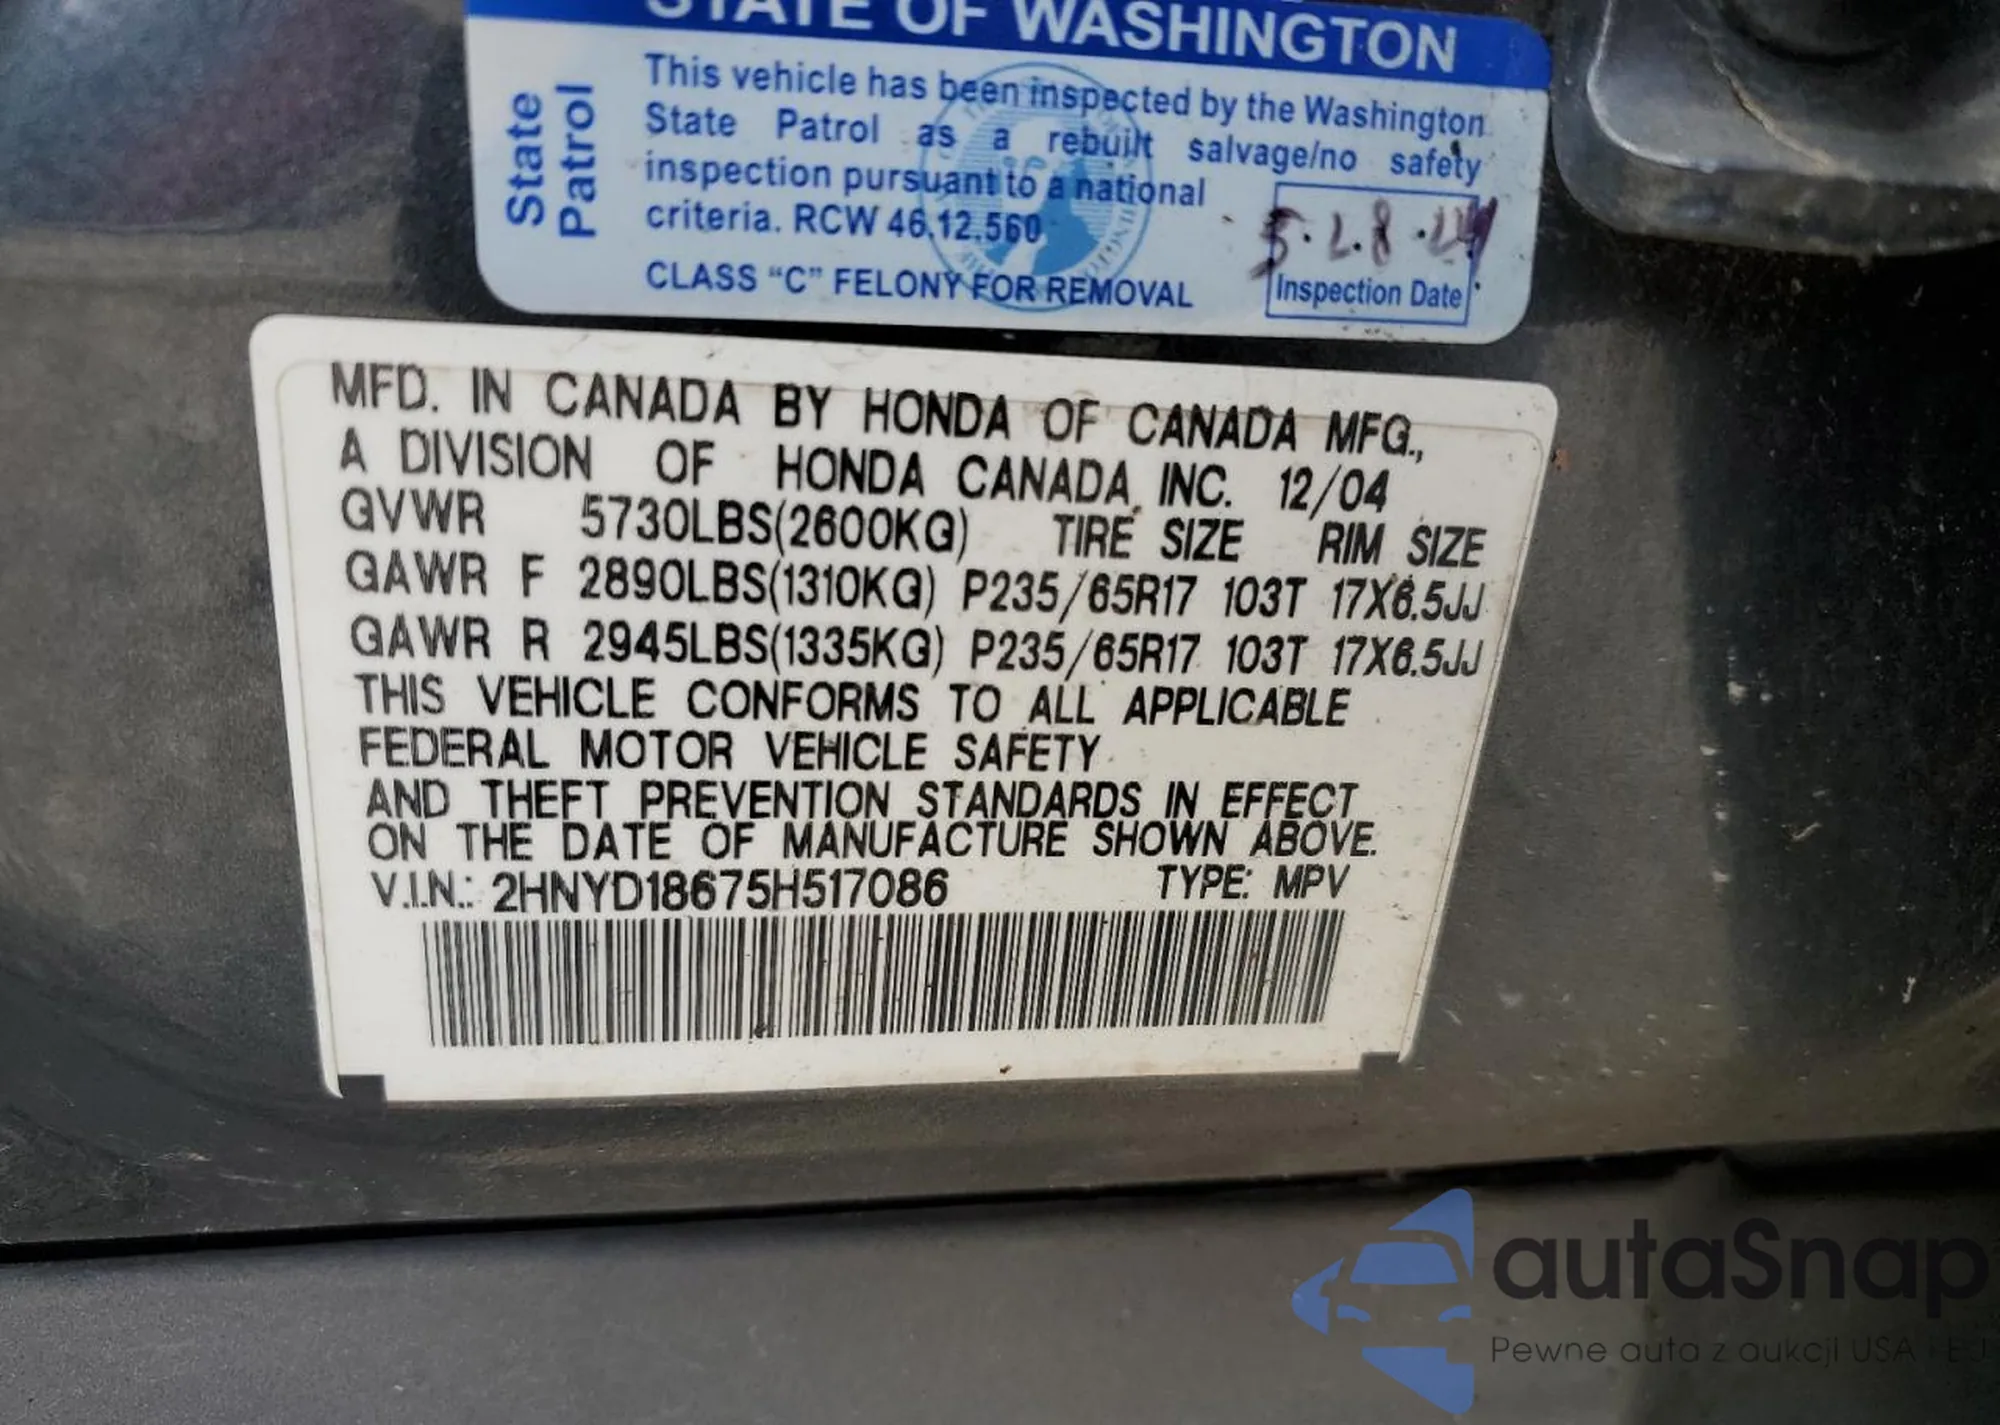 STATE OF WASHINGTON
State
Patrol
This vehicle has been inspected by the Washington
State Patrol as a rebuilt salvage/no safety
inspection pursuant to a national
criteria. RCW 46.12.560
CLASS "C" FELONY FOR REMOVAL
Inspection Date
MFD. IN CANADA BY HONDA OF CANADA MFG.,
A DIVISION OF HONDA CANADA INC. 12/04
GVWR 5730LBS(2600KG) TIRE SIZE RIM SIZE
GAWR F 2890LBS(1310KG) P235/65R17 103T 17X6.5JJ
GAWR R 2945LBS(1335KG) P235/65R17 103T 17X6.5JJ
THIS VEHICLE CONFORMS TO ALL APPLICABLE
FEDERAL MOTOR VEHICLE SAFETY
AND THEFT PREVENTION STANDARDS IN EFFECT
ON THE DATE OF MANUFACTURE SHOWN ABOVE.
V.I.N.: 2HNYD18675H517086 TYPE: MPV
autaSnap
Pewne auta z aukcji USA i EU